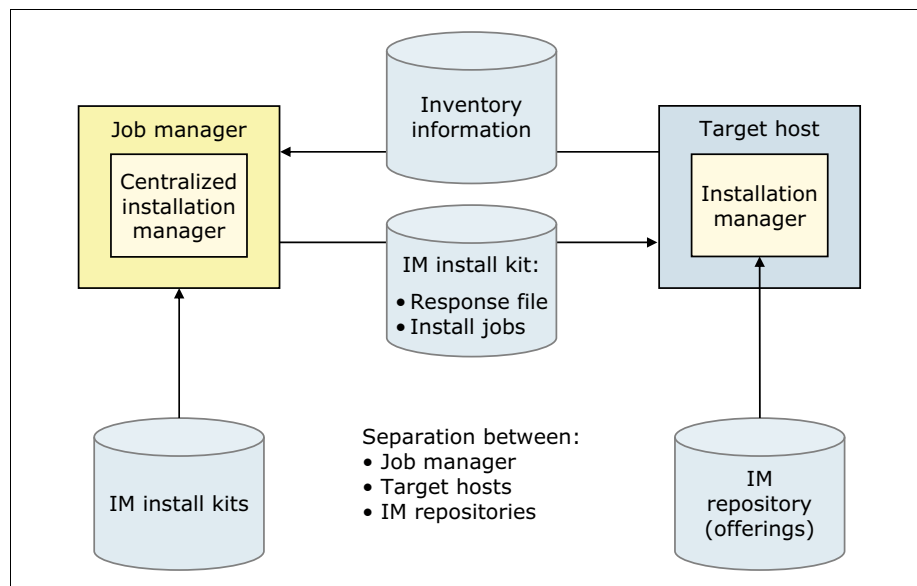 Inventory
information
Job manager
Centralized
installation
manager
Target host
Installation
manager
IM install kit:
• Response file
• Install jobs
IM install kits
Separation between:
• Job manager
• Target hosts
• IM repositories
IM
repository
(offerings)